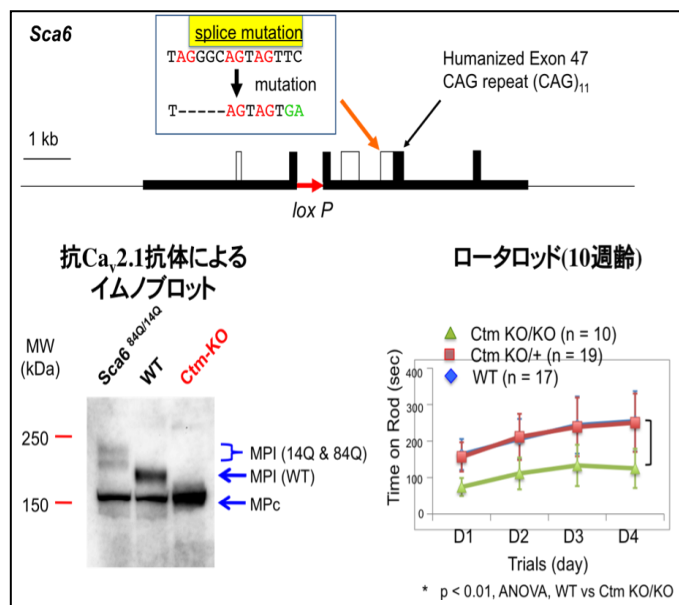 Sca6
splice mutation
TAGGGCAGTAGTTC
mutation
T-----AGTAGTGA
Humanized Exon 47
CAG repeat (CAG)₁₁
1 kb
lox P
抗Caᵥ2.1抗体による
イムノブロット
MW
(kDa)
Sca6 84Q/14Q
WT
Ctm-KO
250
150
MPI (14Q & 84Q)
MPI (WT)
MPc
ロータロッド(10週齢)
Ctm KO/KO (n = 10)
Ctm KO/+ (n = 19)
WT (n = 17)
Time on Rod (sec)
400
300
200
100
0
D1 D2 D3 D4
Trials (day)
* p < 0.01, ANOVA, WT vs Ctm KO/KO